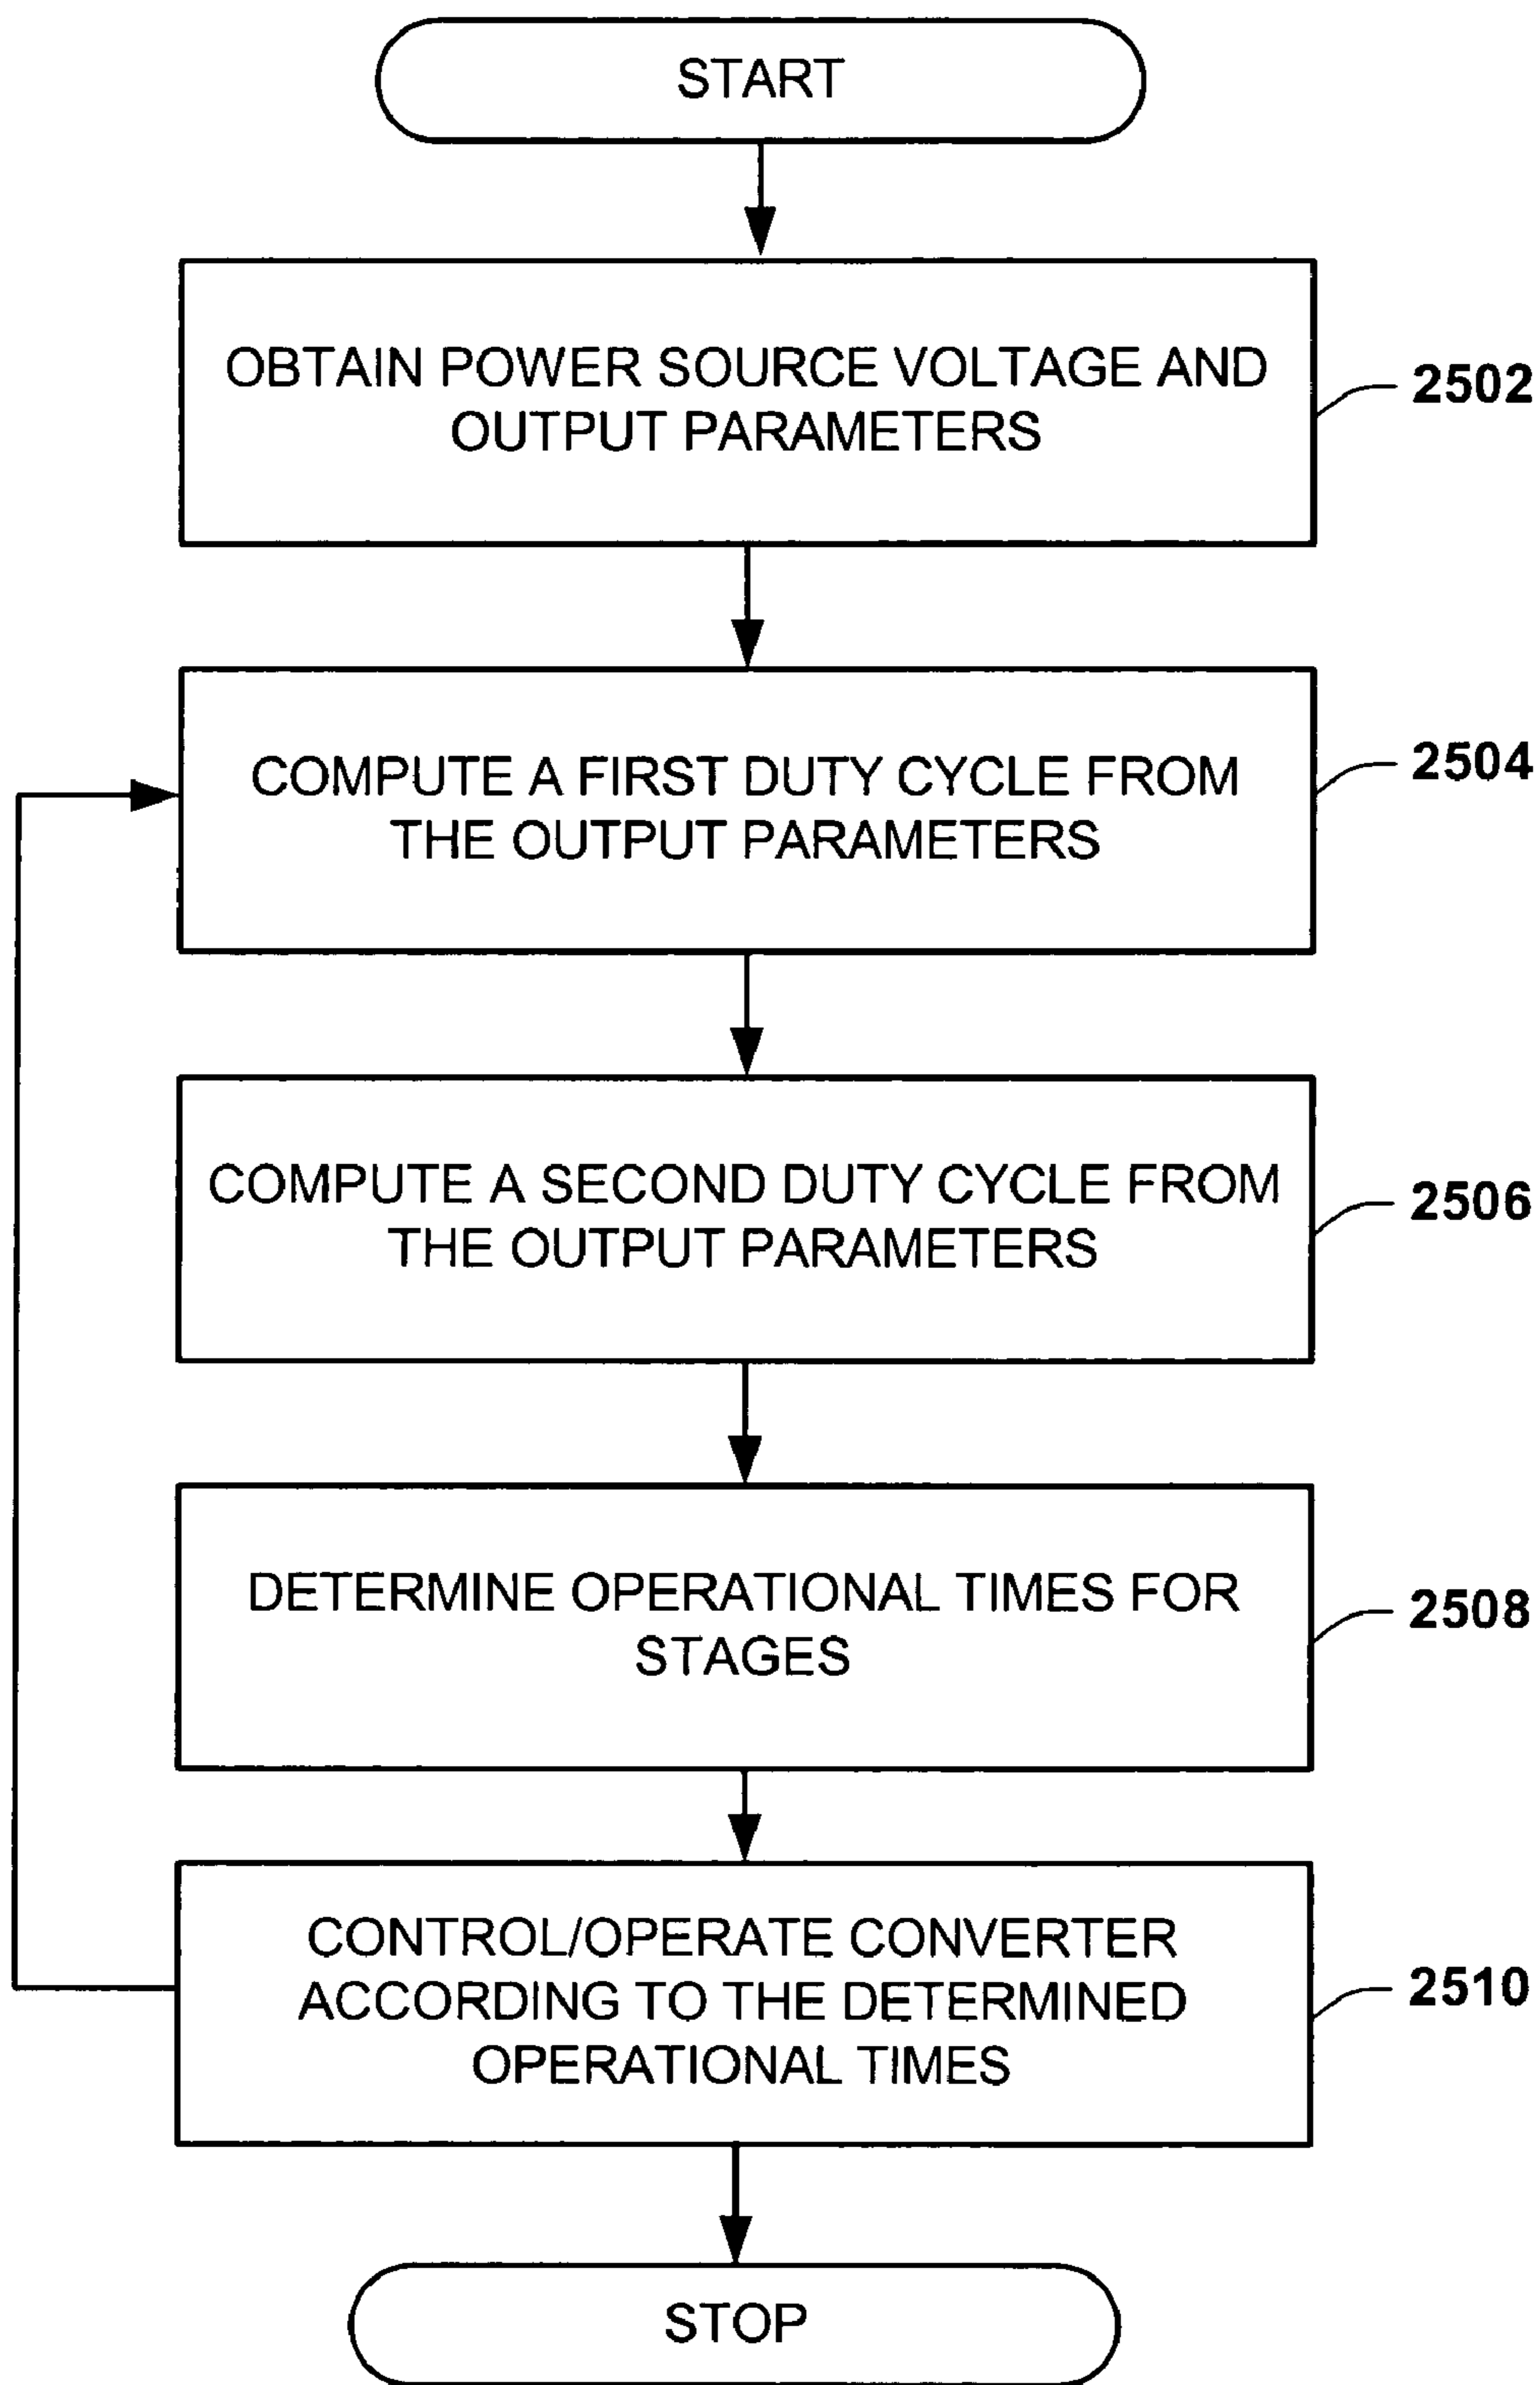 START
OBTAIN POWER SOURCE VOLTAGE AND
OUTPUT PARAMETERS
2502
COMPUTE A FIRST DUTY CYCLE FROM
THE OUTPUT PARAMETERS
2504
COMPUTE A SECOND DUTY CYCLE FROM
THE OUTPUT PARAMETERS
2506
DETERMINE OPERATIONAL TIMES FOR
STAGES
2508
CONTROL/OPERATE CONVERTER
ACCORDING TO THE DETERMINED
OPERATIONAL TIMES
2510
STOP